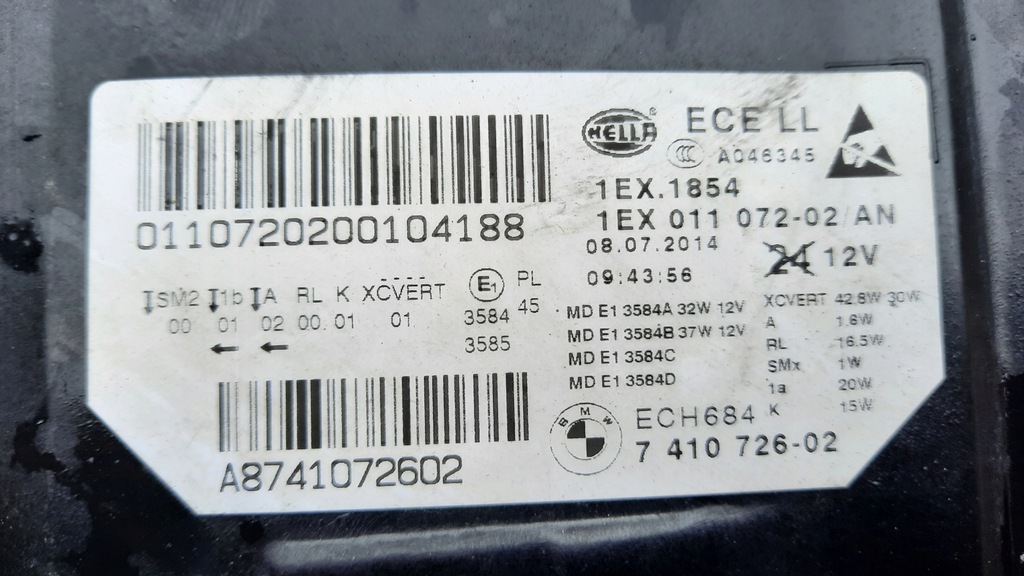 0110720200104188
SM2 1b A RL K XCVERT E1 PL
00 01 02 00.01 01 3584 45
3585
A8741072602
HELLA ® ECE LL
CCC A046345
1EX.1854
1EX 011 072-02/AN
08.07.2014 24 12V
09:43:56
MD E1 3584A 32W 12V
MD E1 3584B 37W 12V
MD E1 3584C
MD E1 3584D
XCVERT 42.8W 30W
A 1.6W
RL 16.5W
SMx 1W
1a 20W
K 15W
BMW ECH684
7 410 726-02